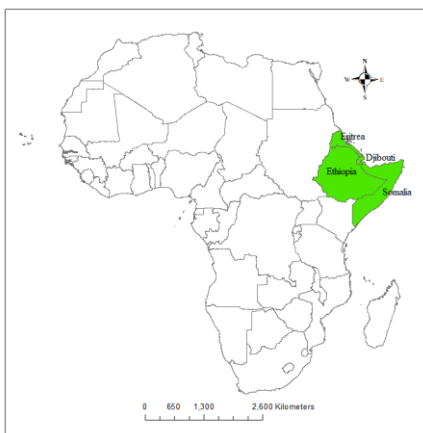 N
W E
S
Eritrea
Djibouti
Ethiopia
Somalia
0 650 1,300 2,600 Kilometers